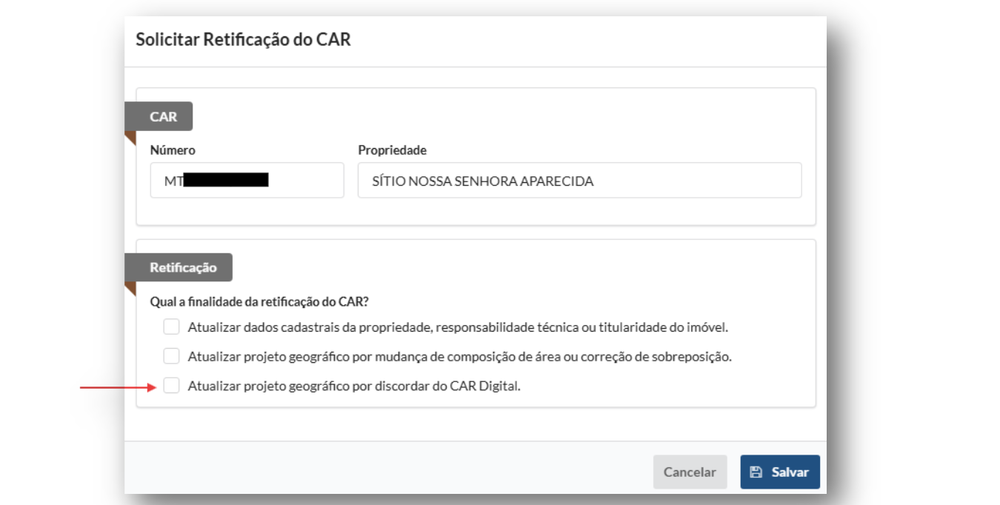 Solicitar Retificação do CAR
CAR
Número
Propriedade
MT
SÍTIO NOSSA SENHORA APARECIDA
Retificação
Qual a finalidade da retificação do CAR?
Atualizar dados cadastrais da propriedade, responsabilidade técnica ou titularidade do imóvel.
Atualizar projeto geográfico por mudança de composição de área ou correção de sobreposição.
Atualizar projeto geográfico por discordar do CAR Digital.
Cancelar
Salvar